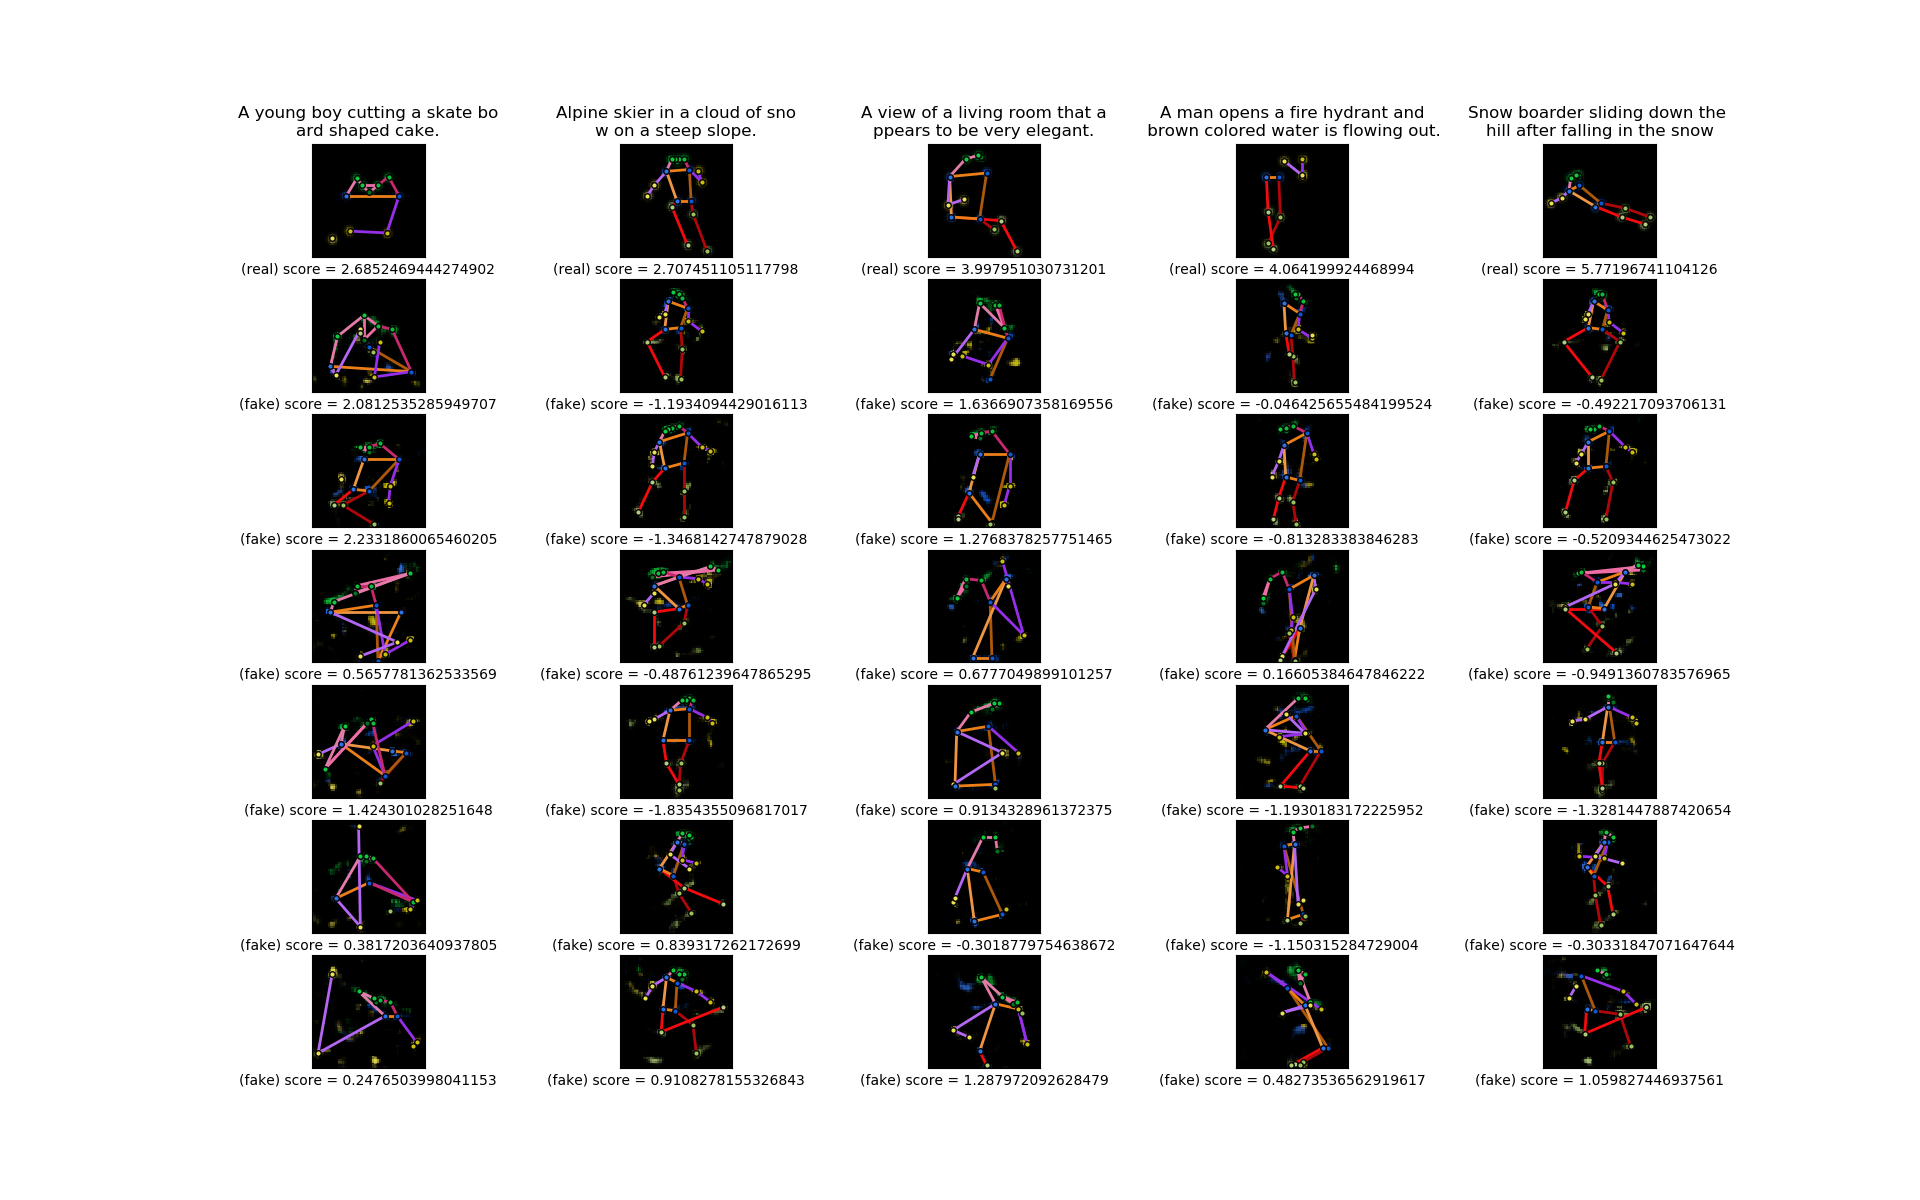 A young boy cutting a skate bo
ard shaped cake.
Alpine skier in a cloud of sno
w on a steep slope.
A view of a living room that a
ppears to be very elegant.
A man opens a fire hydrant and
brown colored water is flowing out.
Snow boarder sliding down the
hill after falling in the snow
(real) score = 2.6852469444274902
(real) score = 2.707451105117798
(real) score = 3.997951030731201
(real) score = 4.064199924468994
(real) score = 5.77196741104126
(fake) score = 2.0812535285949707
(fake) score = -1.1934094429016113
(fake) score = 1.6366907358169556
(fake) score = -0.046425655484199524
(fake) score = -0.492217093706131
(fake) score = 2.2331860065460205
(fake) score = -1.3468142747879028
(fake) score = 1.2768378257751465
(fake) score = -0.813283383846283
(fake) score = -0.5209344625473022
(fake) score = 0.5657781362533569
(fake) score = -0.48761239647865295
(fake) score = 0.6777049899101257
(fake) score = 0.16605384647846222
(fake) score = -0.9491360783576965
(fake) score = 1.424301028251648
(fake) score = -1.8354355096817017
(fake) score = 0.9134328961372375
(fake) score = -1.1930183172225952
(fake) score = -1.3281447887420654
(fake) score = 0.3817203640937805
(fake) score = 0.839317262172699
(fake) score = -0.3018779754638672
(fake) score = -1.150315284729004
(fake) score = -0.30331847071647644
(fake) score = 0.2476503998041153
(fake) score = 0.9108278155326843
(fake) score = 1.287972092628479
(fake) score = 0.48273536562919617
(fake) score = 1.059827446937561